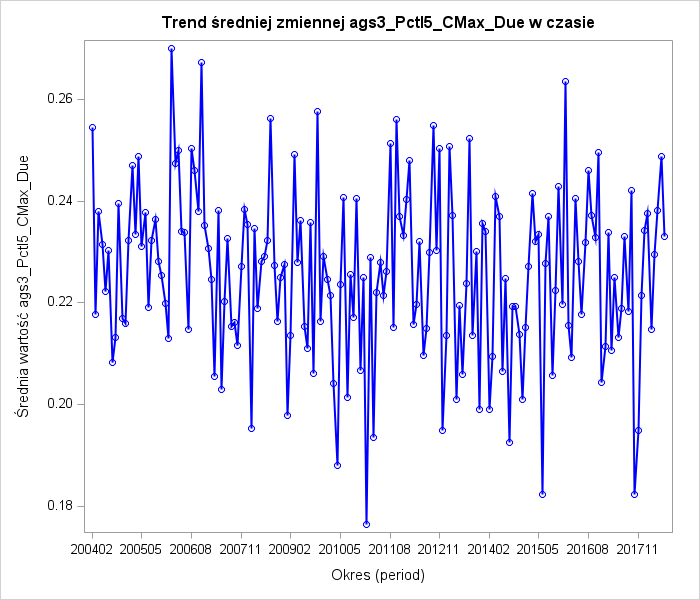 Trend średniej zmiennej ags3_Pctl5_CMax_Due w czasie
Średnia wartość ags3_Pctl5_CMax_Due
0.26
0.24
0.22
0.20
0.18
200402 200505 200608 200711 200902 201005 201108 201211 201402 201505 201608 201711
Okres (period)